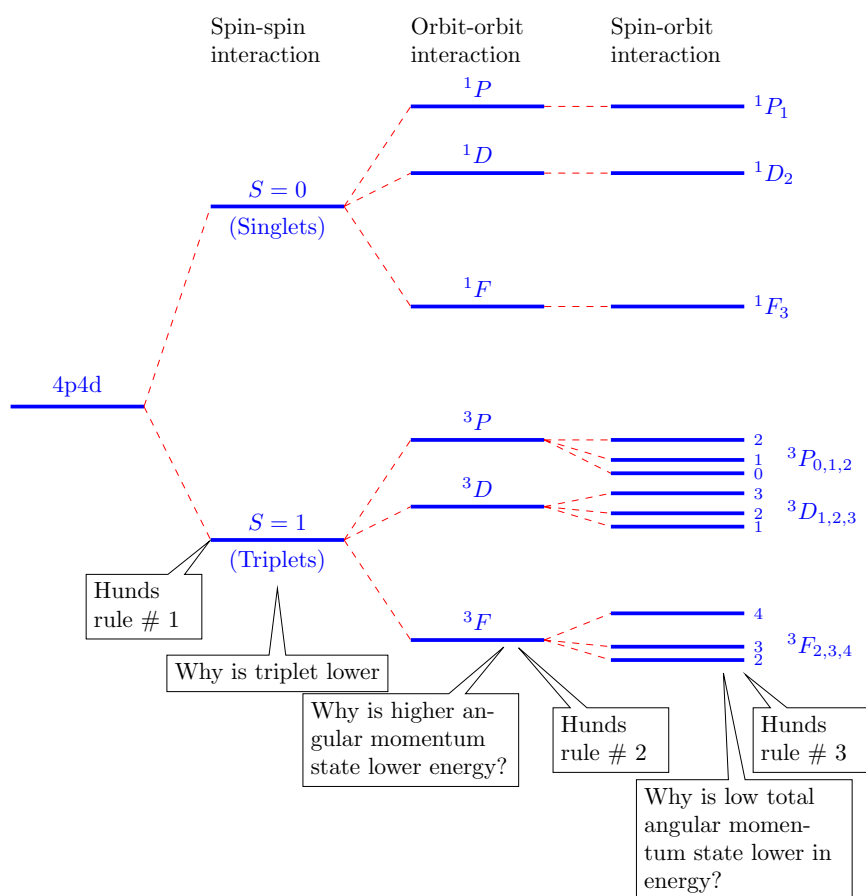 Spin-spin
interaction
Orbit-orbit
interaction
Spin-orbit
interaction
¹P
¹P₁
¹D
¹D₂
S = 0
(Singlets)
¹F
¹F₃
4p4d
³P
2
1
0
³P₀,₁,₂
³D
3
2
1
³D₁,₂,₃
S = 1
(Triplets)
Hunds
rule # 1
³F
4
3
2
³F₂,₃,₄
Why is triplet lower
Why is higher an-
gular momentum
state lower energy?
Hunds
rule # 2
Hunds
rule # 3
Why is low total
angular momen-
tum state lower in
energy?